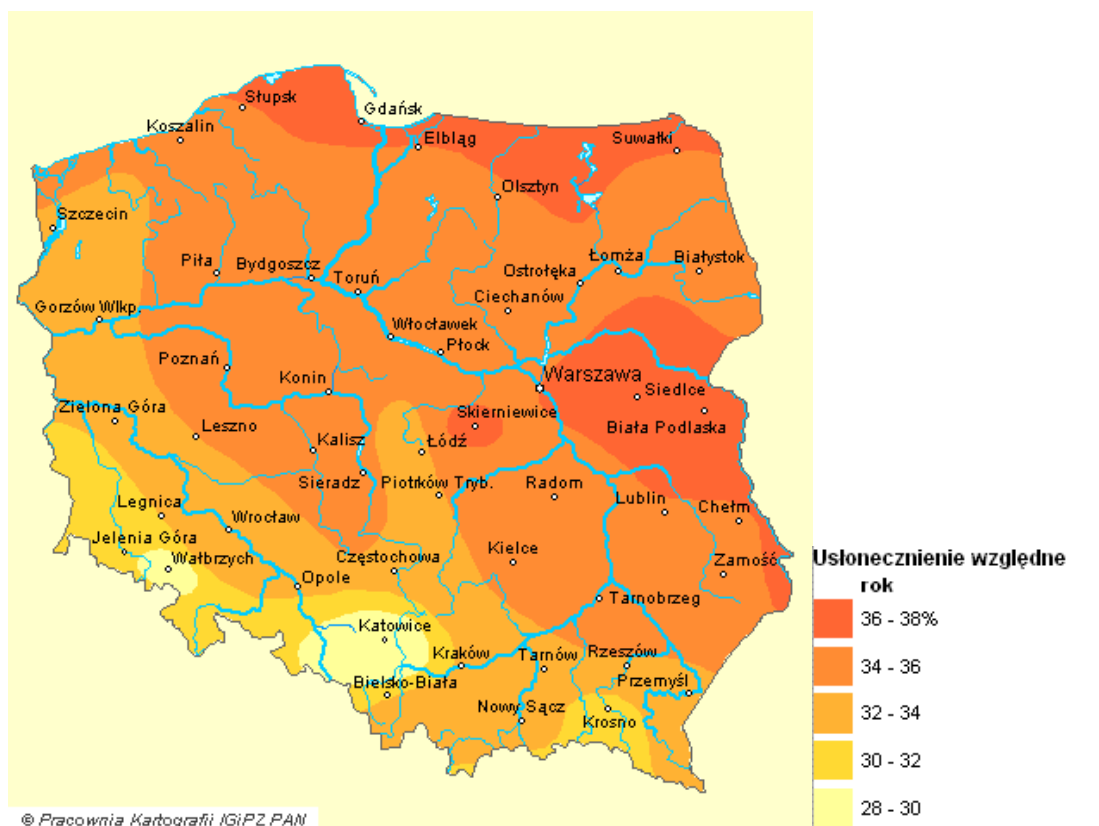 Słupsk
Gdańsk
Koszalin
Elbląg
Suwałki
Olsztyn
Szczecin
Piła
Bydgoszcz
Toruń
Łomża
Białystok
Ostrołęka
Ciechanów
Gorzów Wlkp.
Włocławek
Płock
Poznań
Konin
Warszawa
Siedlce
Zielona Góra
Leszno
Skierniewice
Biała Podlaska
Kalisz
Łódź
Sieradz
Piotrków Tryb.
Radom
Lublin
Chełm
Legnica
Wrocław
Jelenia Góra
Wałbrzych
Częstochowa
Kielce
Zamość
Opole
Tarnobrzeg
Katowice
Kraków
Tarnów
Rzeszów
Bielsko-Biała
Przemyśl
Nowy Sącz
Krosno
Usłonecznienie względne
rok
36 - 38%
34 - 36
32 - 34
30 - 32
28 - 30
© Pracownia Kartografii IGiPZ PAN